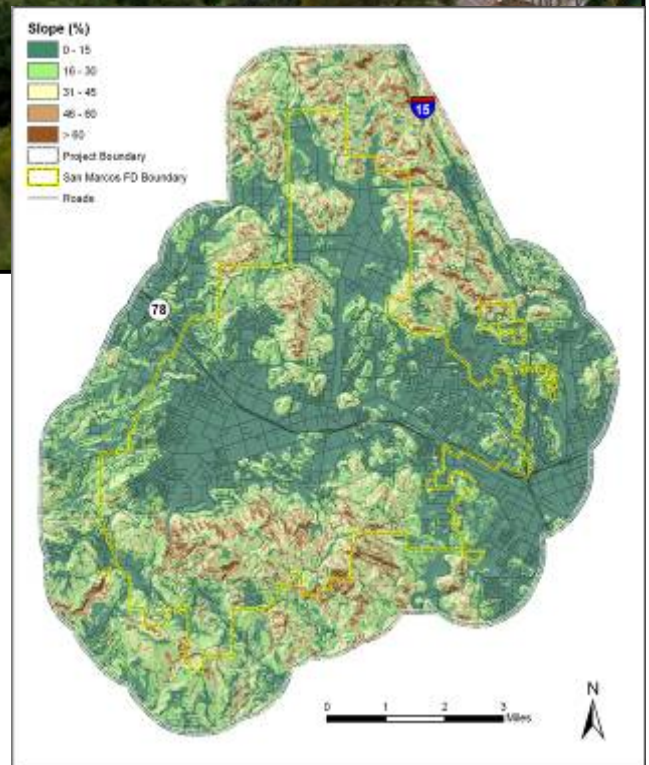 Slope (%)
0 - 15
16 - 30
31 - 45
46 - 60
> 60
Project Boundary
San Marcos FD Boundary
Roads
15
78
N
0 1 2 3
Miles